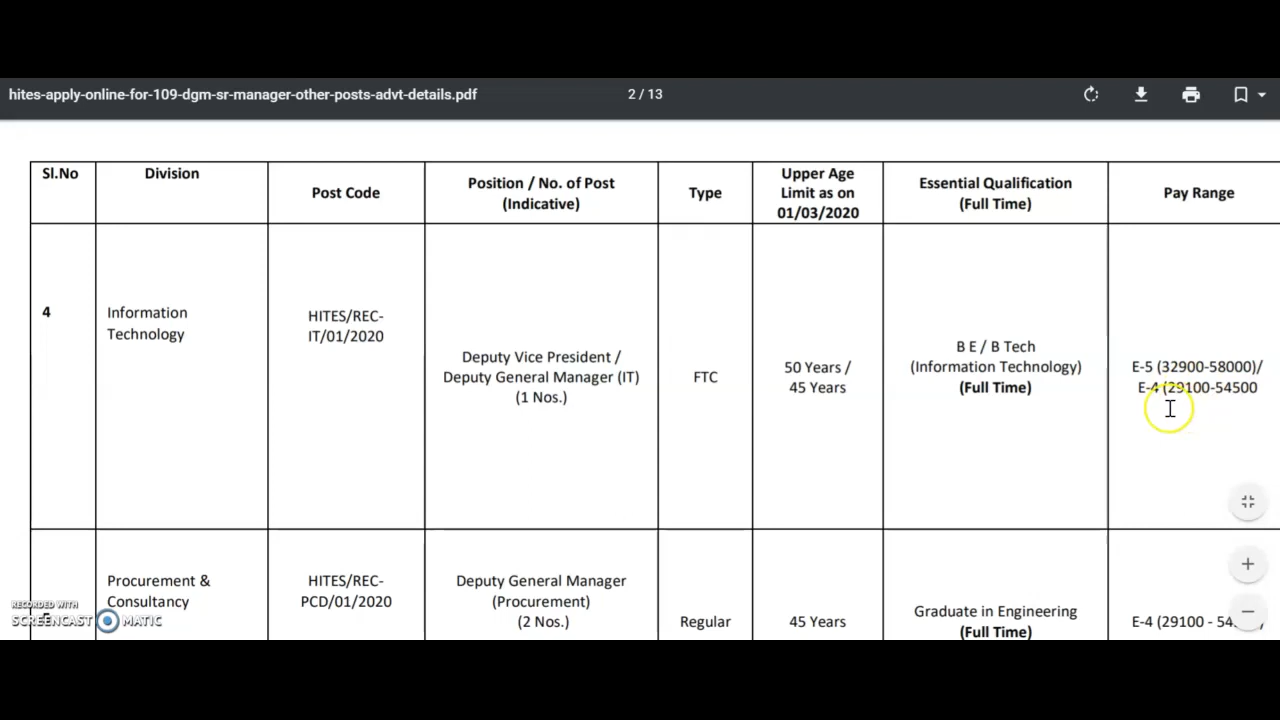 hites-apply-online-for-109-dgm-sr-manager-other-posts-advt-details.pdf
2 / 13
Sl.No
Division
Post Code
Position / No. of Post
(Indicative)
Type
Upper Age
Limit as on
01/03/2020
Essential Qualification
(Full Time)
Pay Range
4
Information
Technology
HITES/REC-
IT/01/2020
Deputy Vice President /
Deputy General Manager (IT)
(1 Nos.)
FTC
50 Years /
45 Years
B E / B Tech
(Information Technology)
(Full Time)
E-5 (32900-58000)/
E-4 (29100-54500
Procurement &
Consultancy
HITES/REC-
PCD/01/2020
Deputy General Manager
(Procurement)
(2 Nos.)
Regular
45 Years
Graduate in Engineering
(Full Time)
E-4 (29100 -
RECORDED WITH
SCREENCAST MATIC